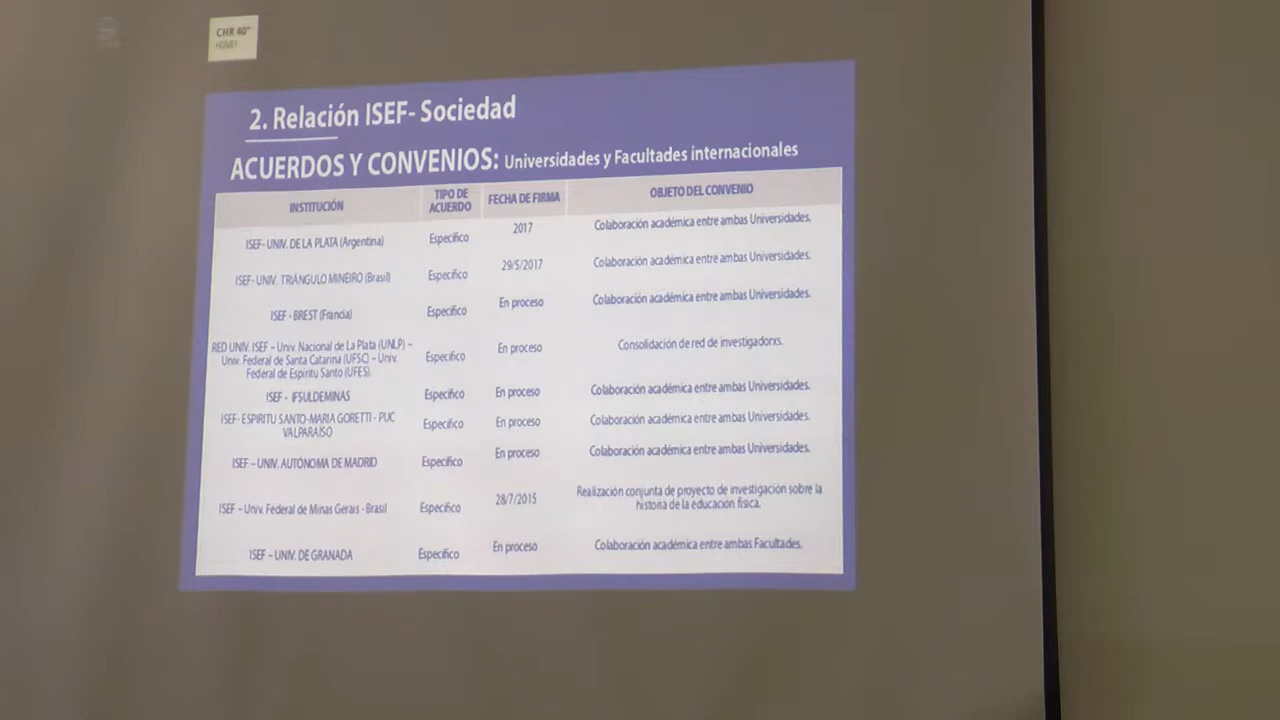 CHR 40"
2. Relación ISEF- Sociedad
ACUERDOS Y CONVENIOS: Universidades y Facultades internacionales
INSTITUCIÓN TIPO DE ACUERDO FECHA DE FIRMA OBJETO DEL CONVENIO
ISEF- UNIV. DE LA PLATA (Argentina) Específico 2017 Colaboración académica entre ambas Universidades.
ISEF- UNIV. TRIÁNGULO MINEIRO (Brasil) Específico 29/5/2017 Colaboración académica entre ambas Universidades.
ISEF - BREST (Francia) Específico En proceso Colaboración académica entre ambas Universidades.
RED UNIV. ISEF – Univ. Nacional de La Plata (UNLP) –
Univ. Federal de Santa Catarina (UFSC) – Univ.
Federal de Espiritu Santo (UFES). Específico En proceso Consolidación de red de investigadorxs.
ISEF - IFSULDEMINAS Específico En proceso Colaboración académica entre ambas Universidades.
ISEF- ESPIRITU SANTO-MARIA GORETTI - PUC
VALPARAÍSO Específico En proceso Colaboración académica entre ambas Universidades.
ISEF – UNIV. AUTÓNOMA DE MADRID Específico En proceso Colaboración académica entre ambas Universidades.
ISEF – Univ. Federal de Minas Gerais - Brasil Específico 28/7/2015 Realización conjunta de proyecto de investigación sobre la
historia de la educación física.
ISEF – UNIV. DE GRANADA Específico En proceso Colaboración académica entre ambas Facultades.